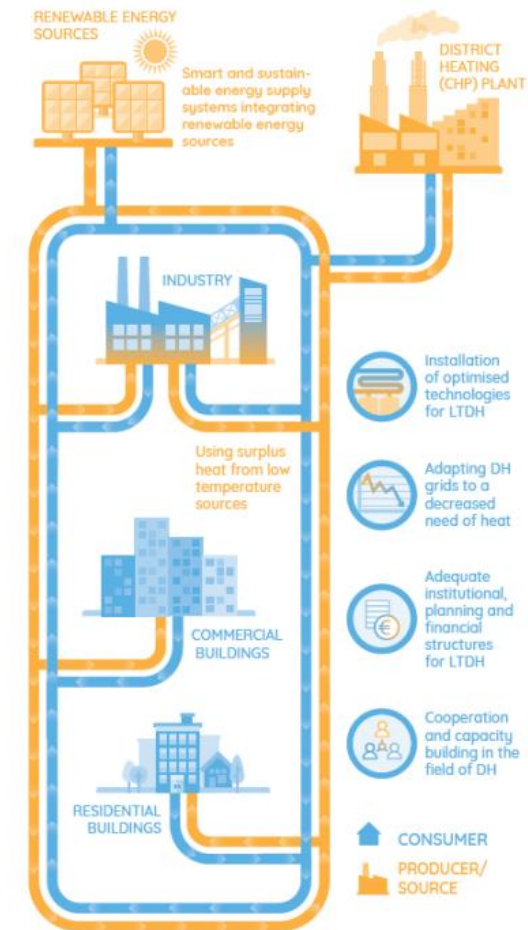 RENEWABLE ENERGY
SOURCES
Smart and sustain-
able energy supply
systems integrating
renewable energy
sources
DISTRICT
HEATING
(CHP) PLANT
INDUSTRY
Using surplus
heat from low
temperature
sources
COMMERCIAL
BUILDINGS
RESIDENTIAL
BUILDINGS
Installation
of optimised
technologies
for LTDH
Adapting DH
grids to a
decreased
need of heat
Adequate
institutional,
planning and
financial
structures
for LTDH
€
Cooperation
and capacity
building in the
field of DH
CONSUMER
PRODUCER/
SOURCE